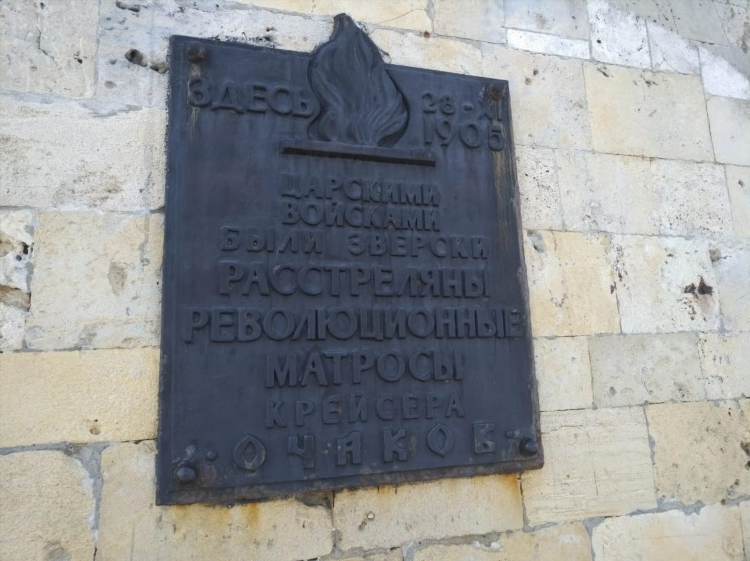 ЗДЕСЬ 28-XI
1905
ЦАРСКИМИ
ВОЙСКАМИ
БЫЛИ ЗВЕРСКИ
РАССТРЕЛЯНЫ
РЕВОЛЮЦИОННЫЕ
МАТРОСЫ
КРЕЙСЕРА
·ОЧАКОВ·